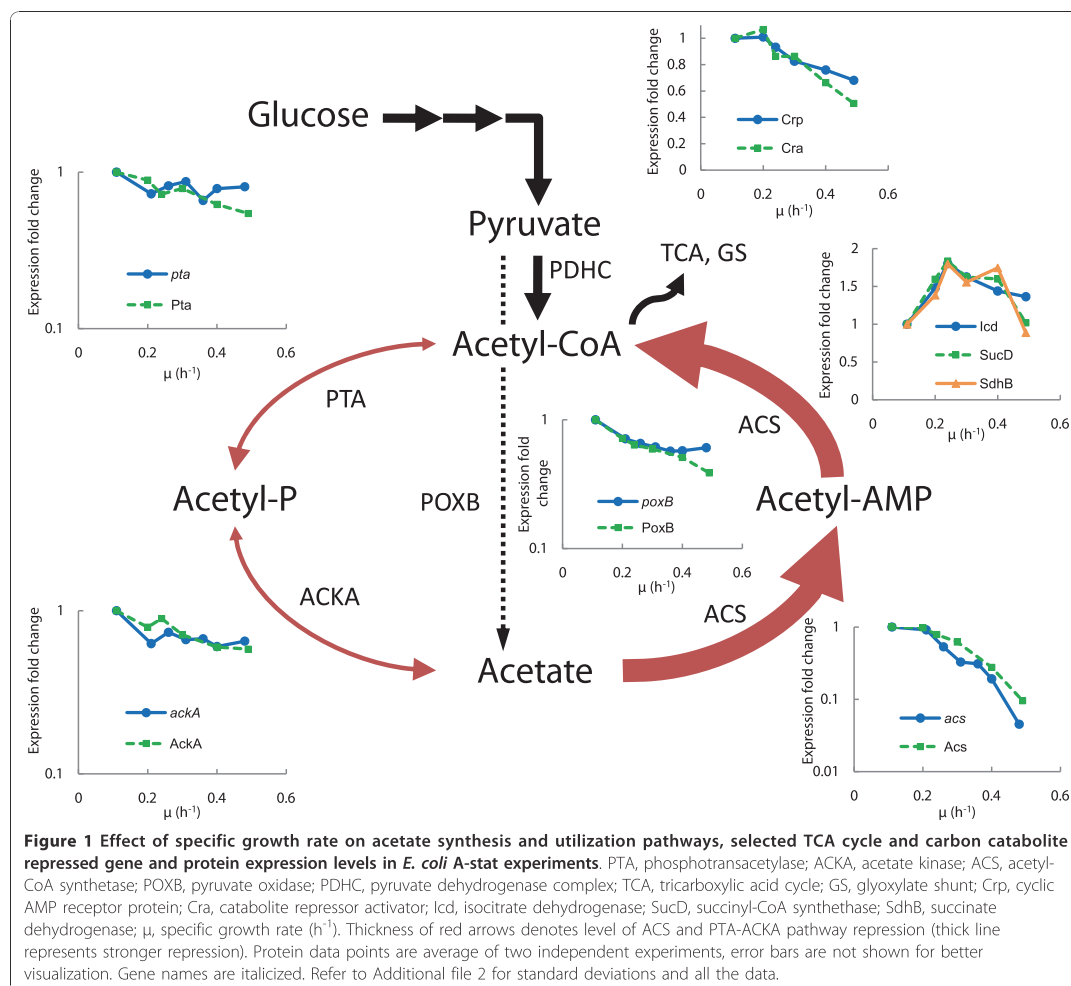 Glucose
Pyruvate
PDHC
TCA, GS
Acetyl-CoA
PTA
POXB
ACS
Acetyl-P
Acetyl-AMP
ACKA
ACS
Acetate
Expression fold change
1
0.8
0.6
0.4
0.2
0
Crp
Cra
0 0.2 0.4 0.6
μ (h⁻¹)
Expression fold change
1
0.1
pta
Pta
0 0.2 0.4 0.6
μ (h⁻¹)
Expression fold change
2
1.5
1
0.5
0
Icd
SucD
SdhB
0 0.2 0.4 0.6
μ (h⁻¹)
Expression fold
change
1
0.1
poxB
PoxB
0 0.2 0.4 0.6
μ (h⁻¹)
Expression fold change
1
0.1
ackA
AckA
0 0.2 0.4 0.6
μ (h⁻¹)
Expression fold change
1
0.1
0.01
acs
Acs
0 0.2 0.4 0.6
μ (h⁻¹)
Figure 1 Effect of specific growth rate on acetate synthesis and utilization pathways, selected TCA cycle and carbon catabolite
repressed gene and protein expression levels in E. coli A-stat experiments. PTA, phosphotransacetylase; ACKA, acetate kinase; ACS, acetyl-
CoA synthetase; POXB, pyruvate oxidase; PDHC, pyruvate dehydrogenase complex; TCA, tricarboxylic acid cycle; GS, glyoxylate shunt; Crp, cyclic
AMP receptor protein; Cra, catabolite repressor activator; Icd, isocitrate dehydrogenase; SucD, succinyl-CoA synthethase; SdhB, succinate
dehydrogenase; μ, specific growth rate (h⁻¹). Thickness of red arrows denotes level of ACS and PTA-ACKA pathway repression (thick line
represents stronger repression). Protein data points are average of two independent experiments, error bars are not shown for better
visualization. Gene names are italicized. Refer to Additional file 2 for standard deviations and all the data.